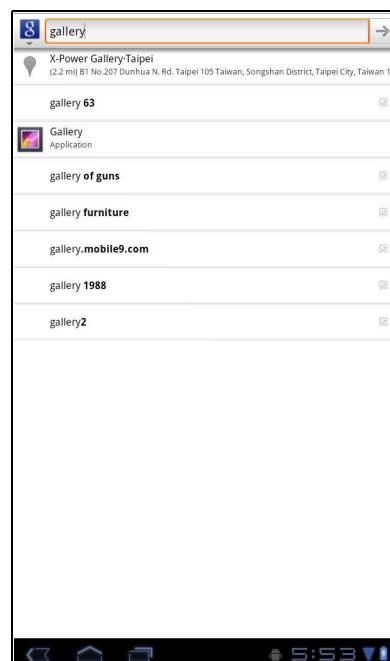 8 gallery
X-Power Gallery·Taipei
(2.2 mi) B1 No.207 Dunhua N. Rd. Taipei 105 Taiwan, Songshan District, Taipei City, Taiwan 1
gallery 63
Gallery
Application
gallery of guns
gallery furniture
gallery.mobile9.com
gallery 1988
gallery2
5:53